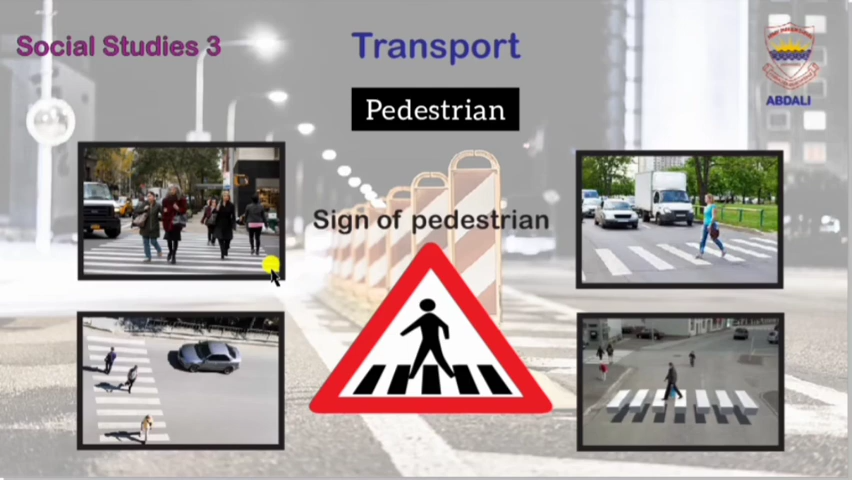 Social Studies 3
Transport
Pedestrian
Sign of pedestrian
ABDALI